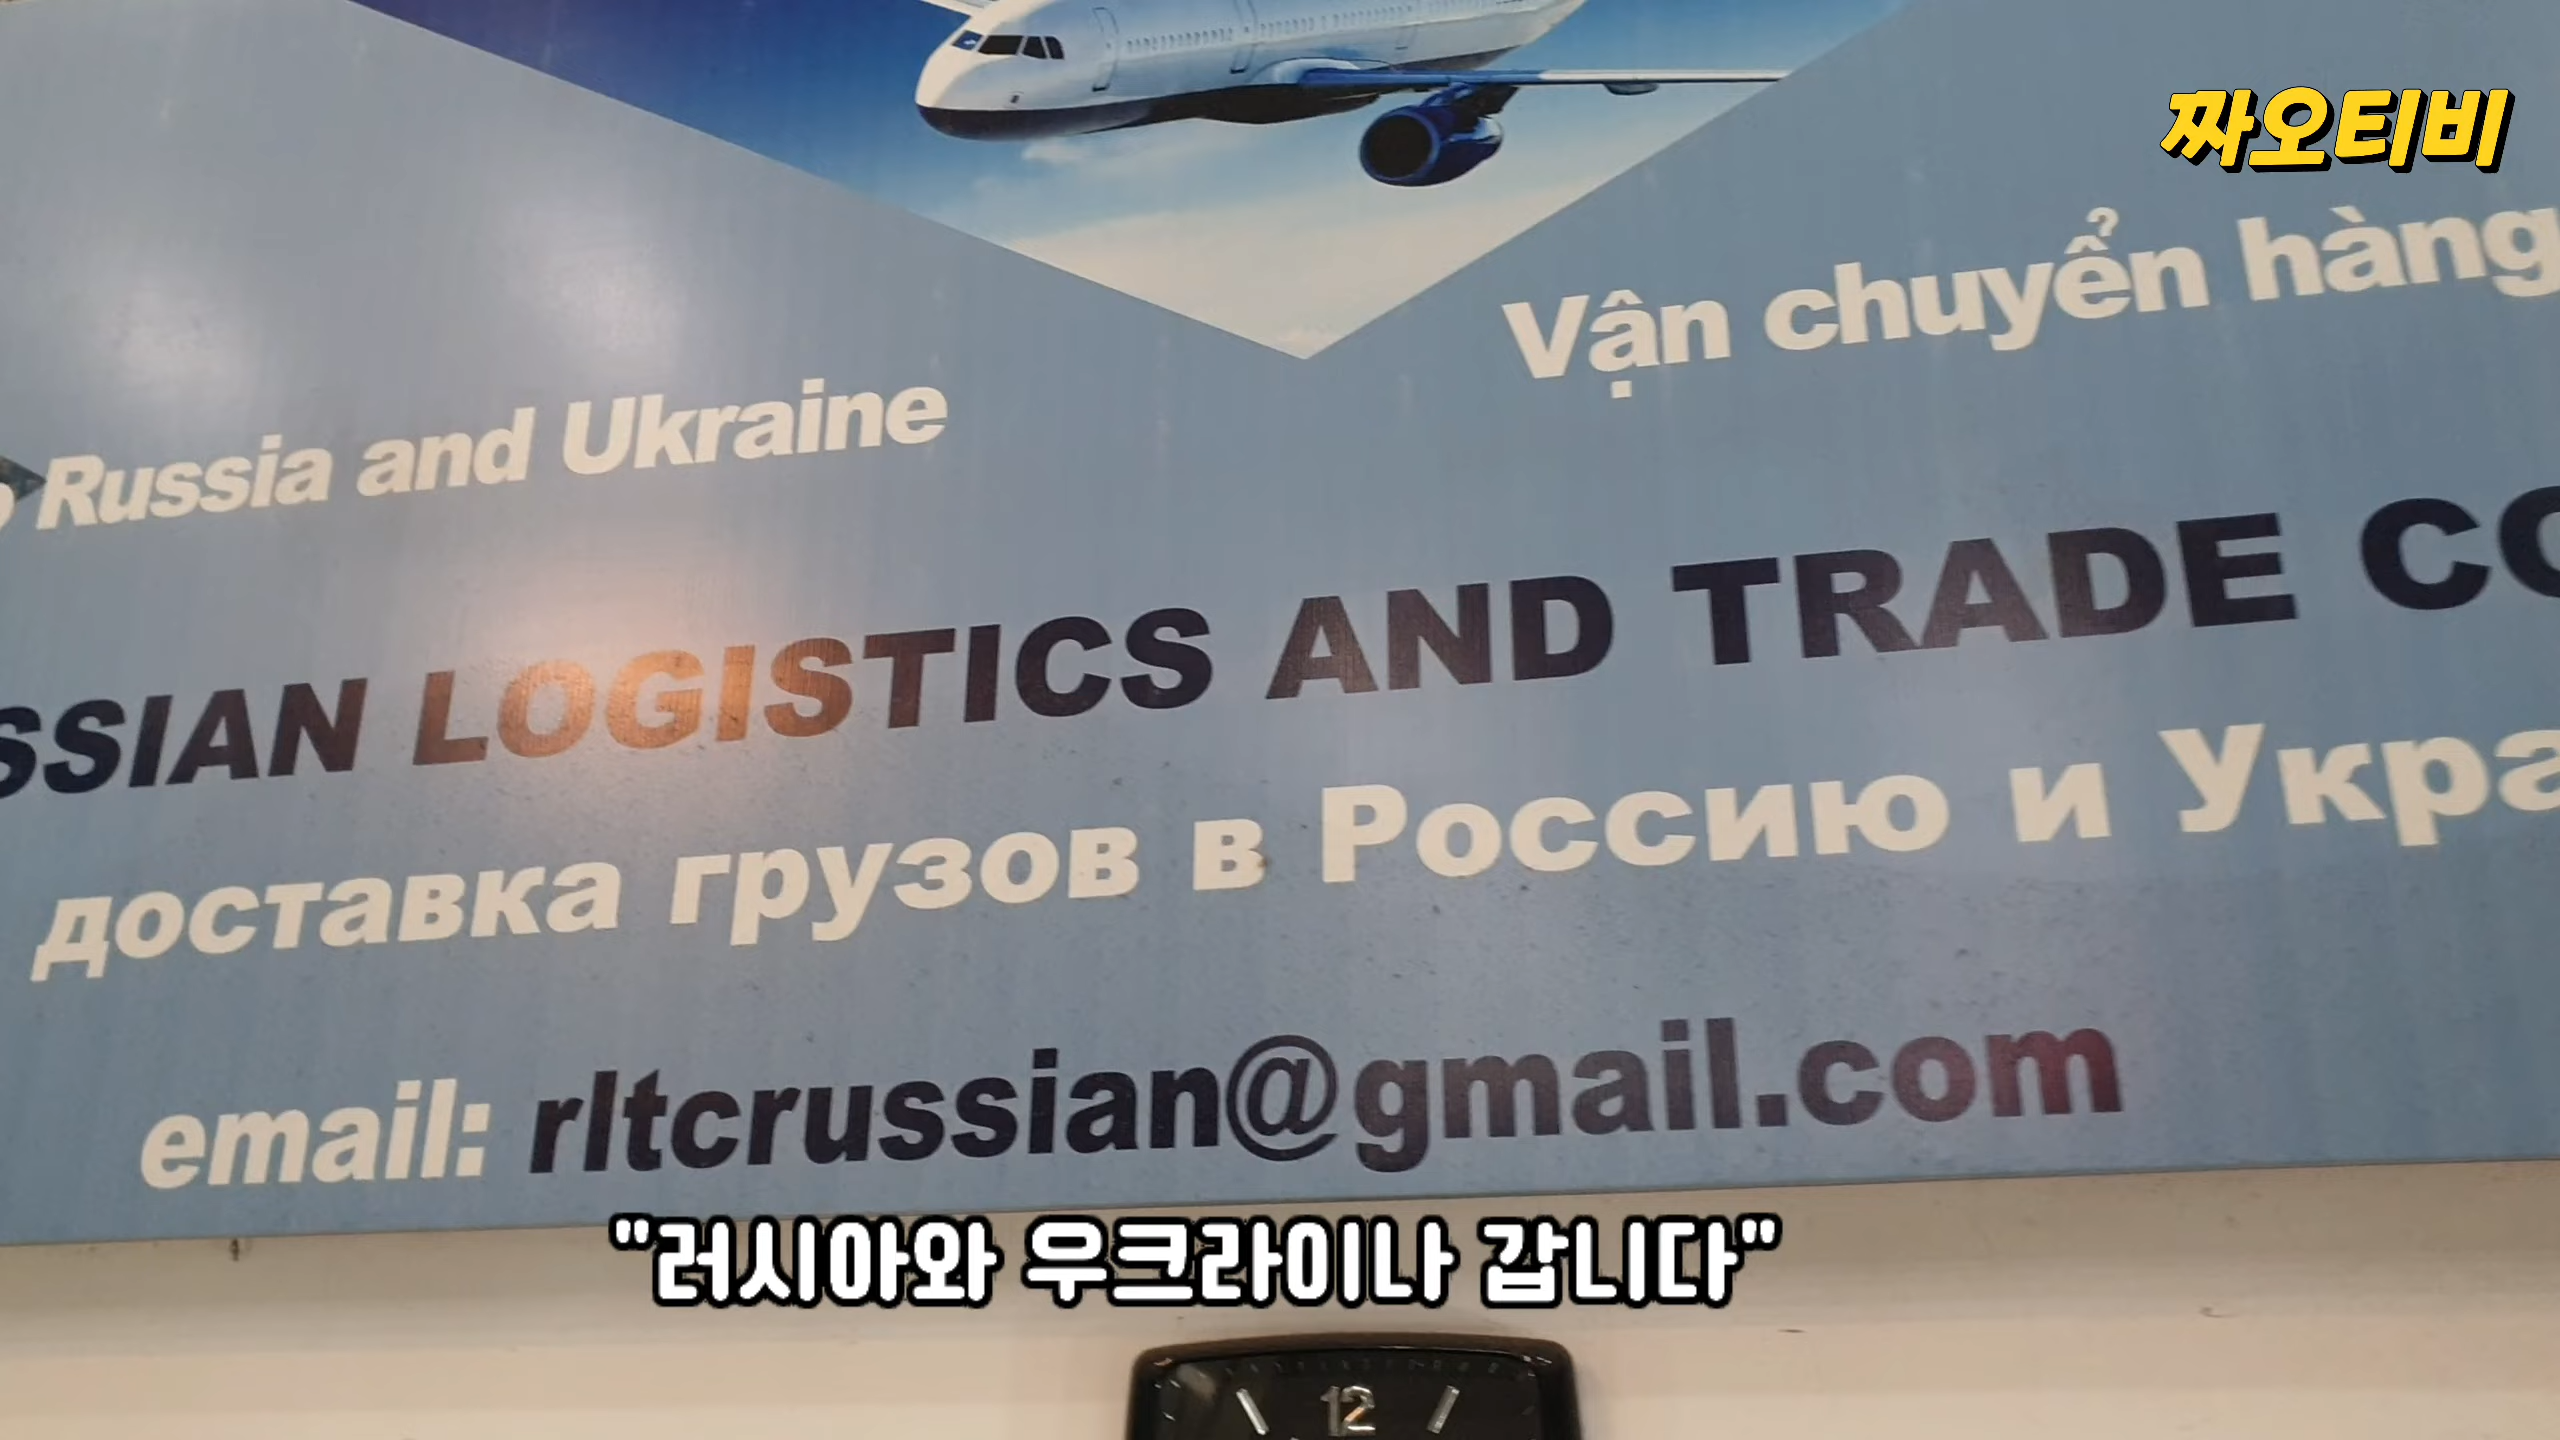 짜오티비
Vận chuyển hàng
Russia and Ukraine
SSIAN LOGISTICS AND TRADE CO
доставка грузов в Россию и Укра
email: rltcrussian@gmail.com
"러시아와 우크라이나 갑니다"
12